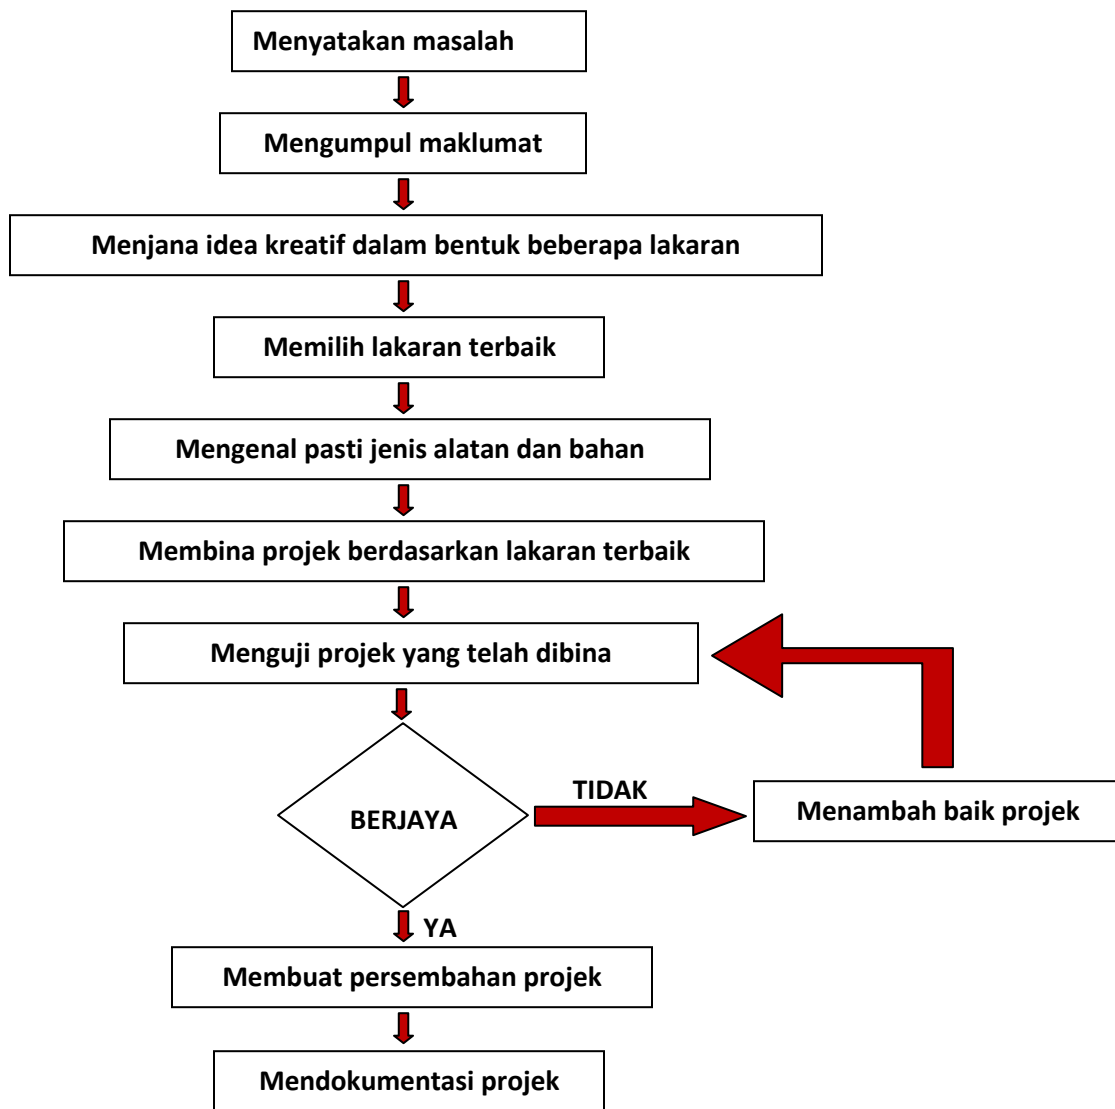 Menyatakan masalah
Mengumpul maklumat
Menjana idea kreatif dalam bentuk beberapa lakaran
Memilih lakaran terbaik
Mengenal pasti jenis alatan dan bahan
Membina projek berdasarkan lakaran terbaik
Menguji projek yang telah dibina
BERJAYA
TIDAK
Menambah baik projek
YA
Membuat persembahan projek
Mendokumentasi projek